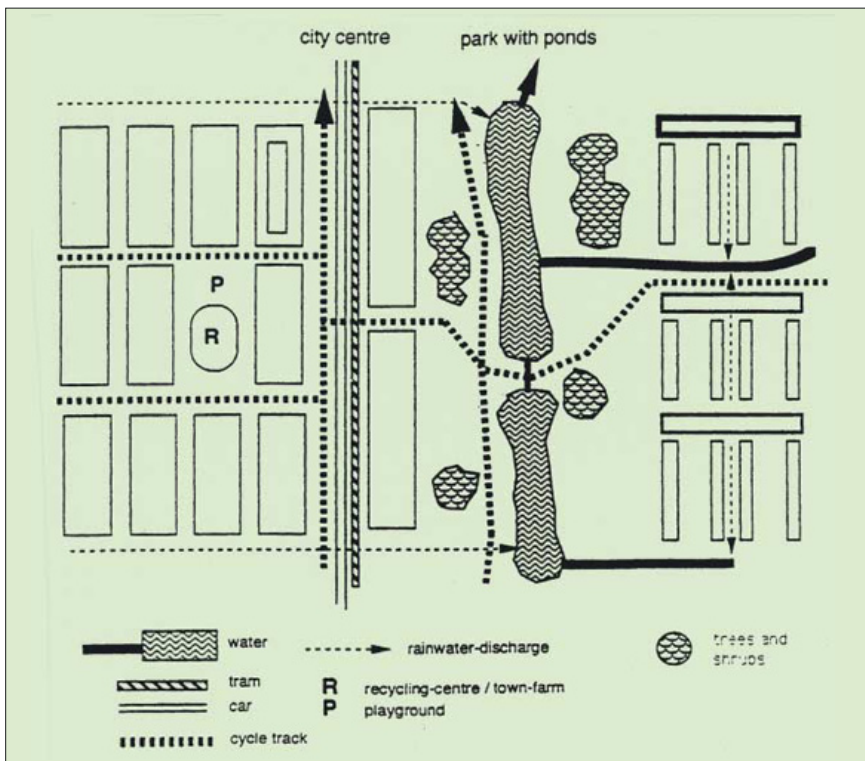 city centre
park with ponds
P
R
water
rainwater-discharge
trees and
shrubs
tram
R recycling-centre / town-farm
car
P playground
cycle track